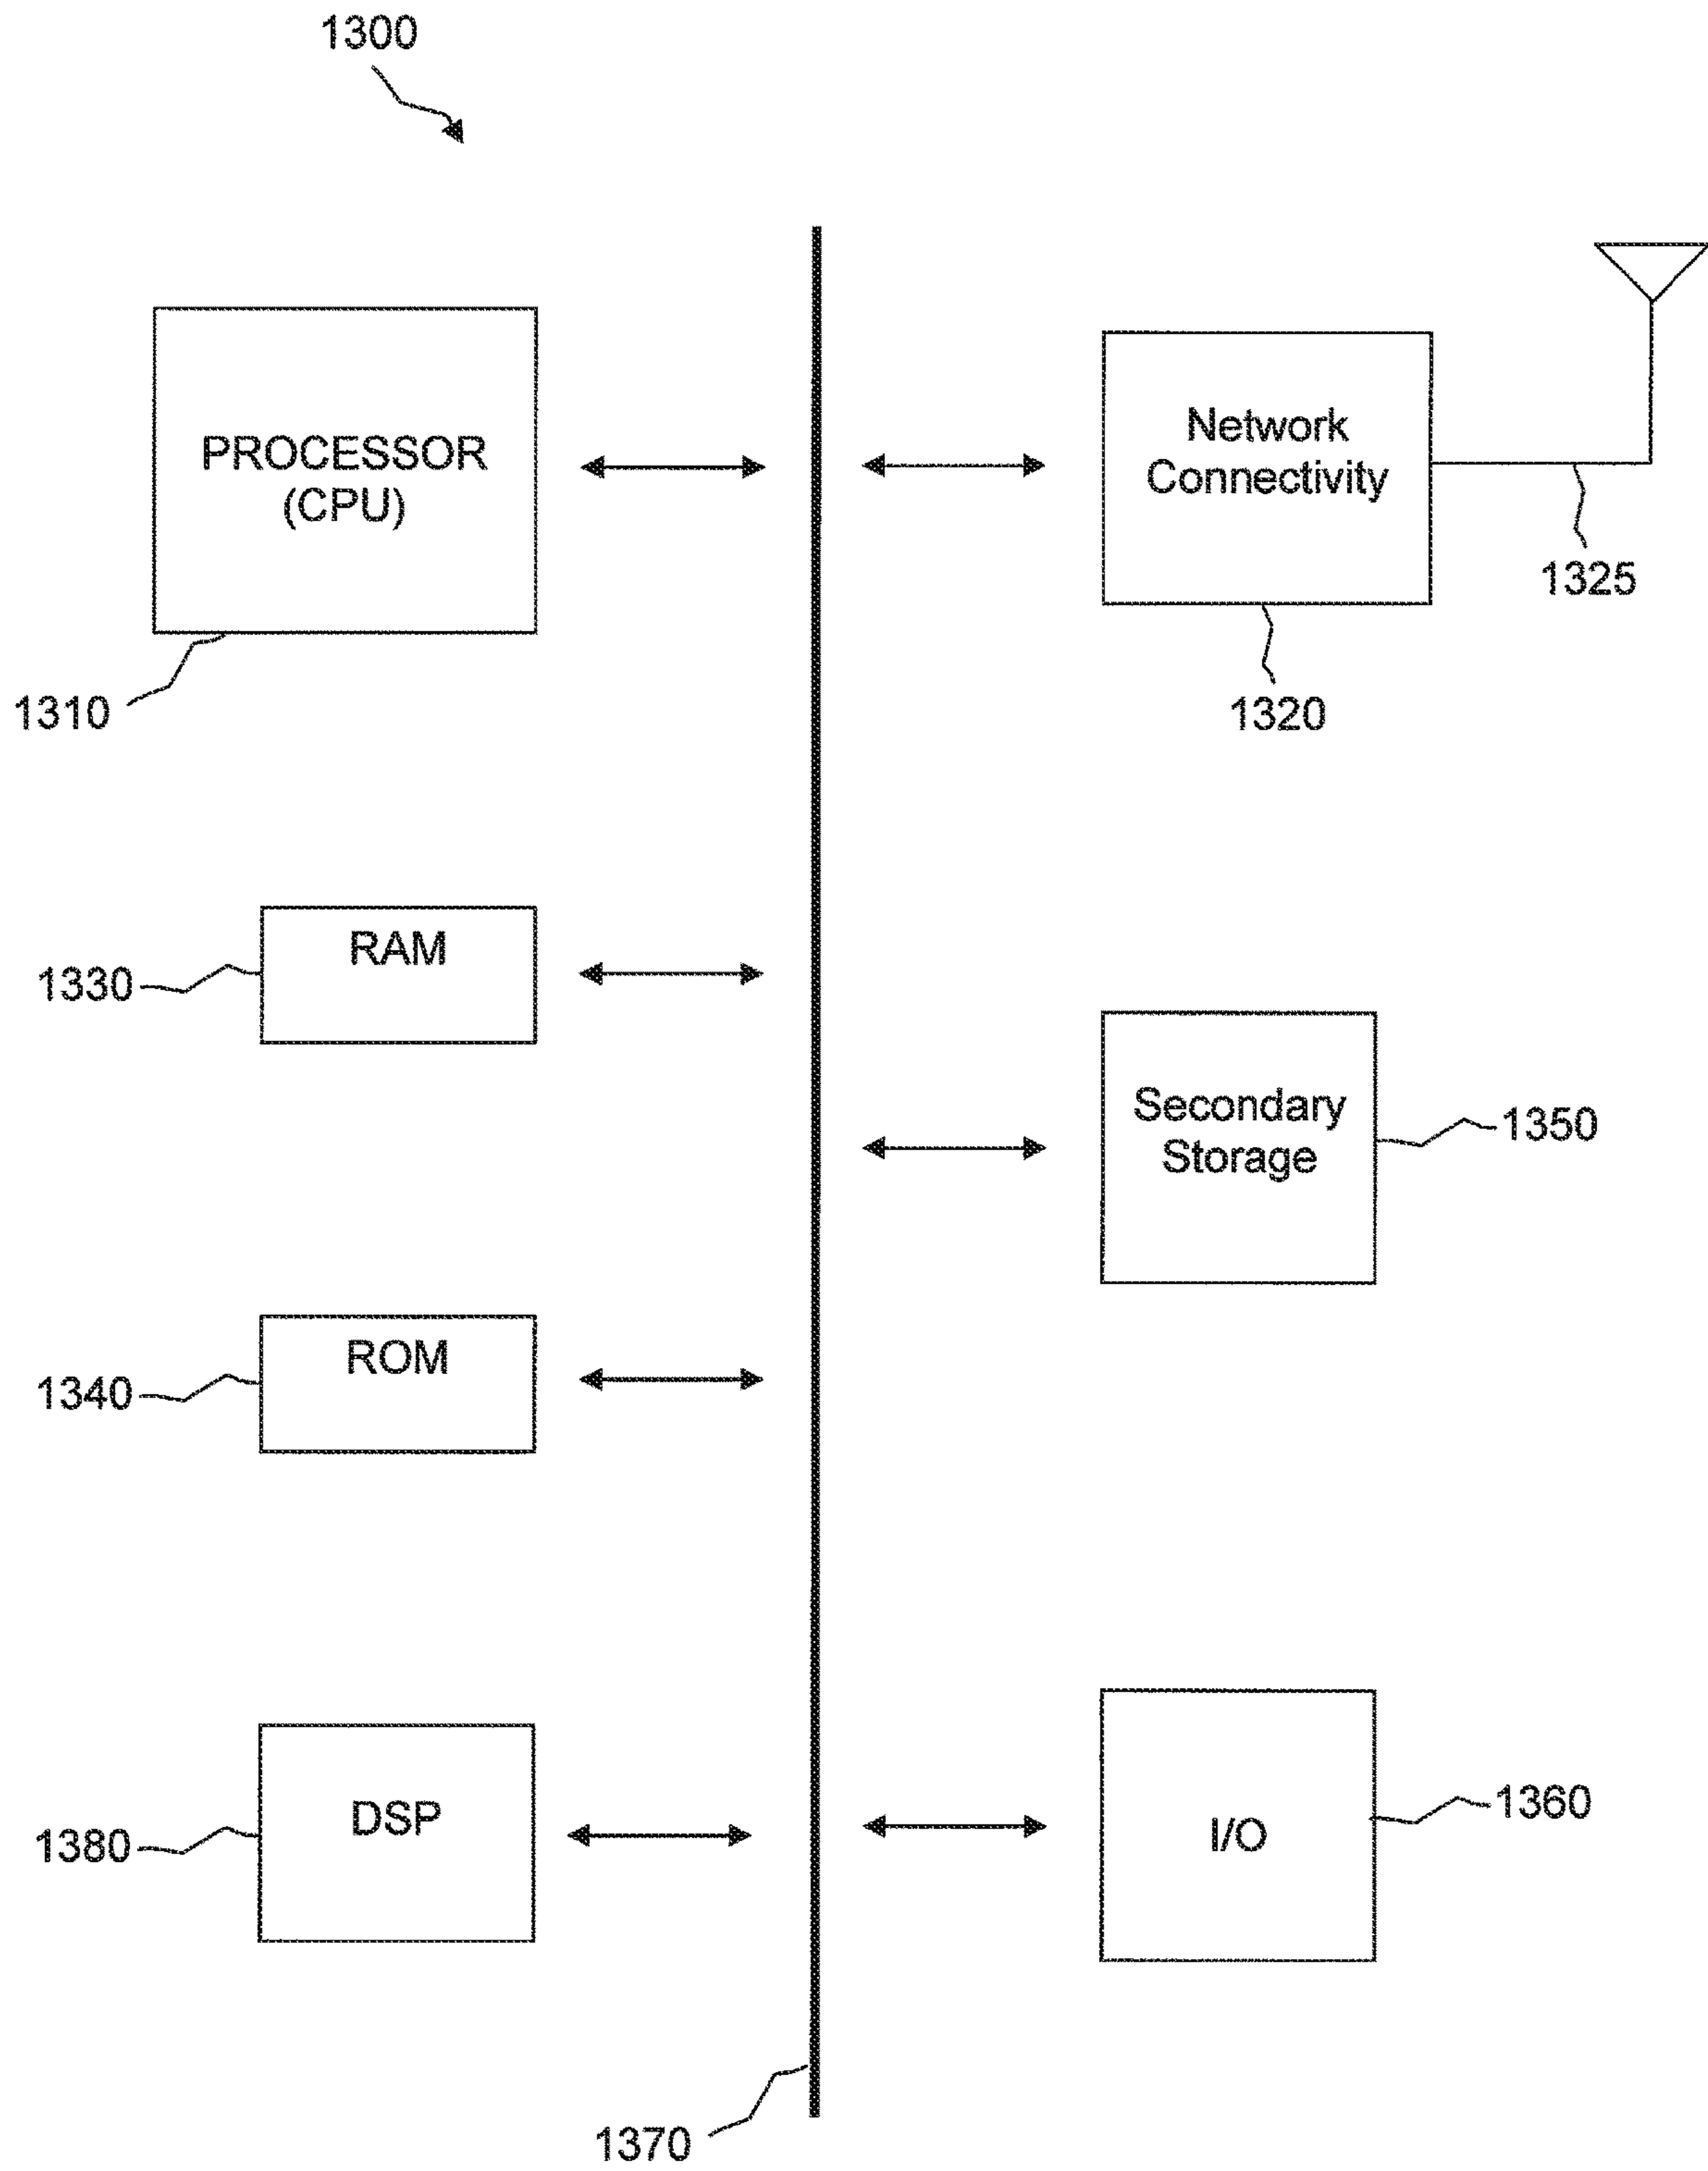 1300
PROCESSOR
(CPU)
1310
Network
Connectivity
1325
1320
RAM
1330
Secondary
Storage
1350
ROM
1340
DSP
1380
I/O
1360
1370